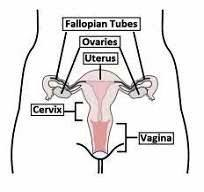 Fallopian Tubes
Ovaries
Uterus
Cervix
Vagina